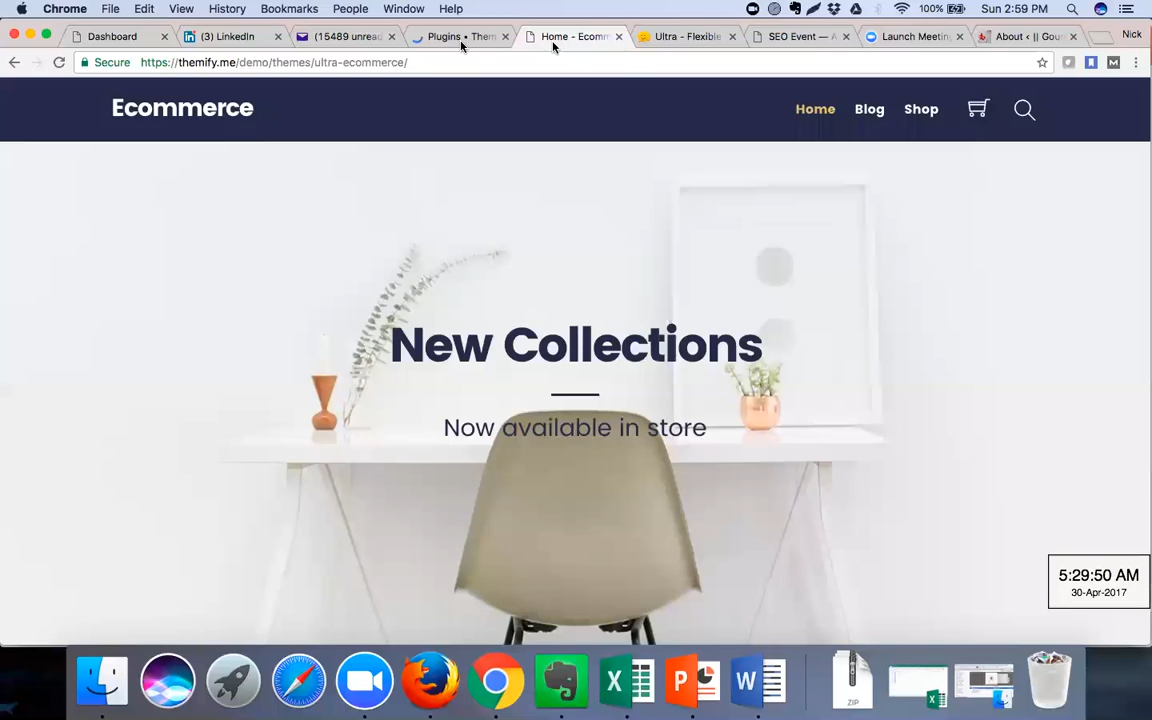 Chrome File Edit View History Bookmarks People Window Help 100% Sun 2:59 PM
Dashboard (3) LinkedIn (15489 unread Plugins • Them Home - Ecomm Ultra - Flexible SEO Event — A Launch Meetin About ‹ || Gour Nick
Secure https://themify.me/demo/themes/ultra-ecommerce/
Ecommerce Home Blog Shop
New Collections
Now available in store
5:29:50 AM
30-Apr-2017
X P W ZIP